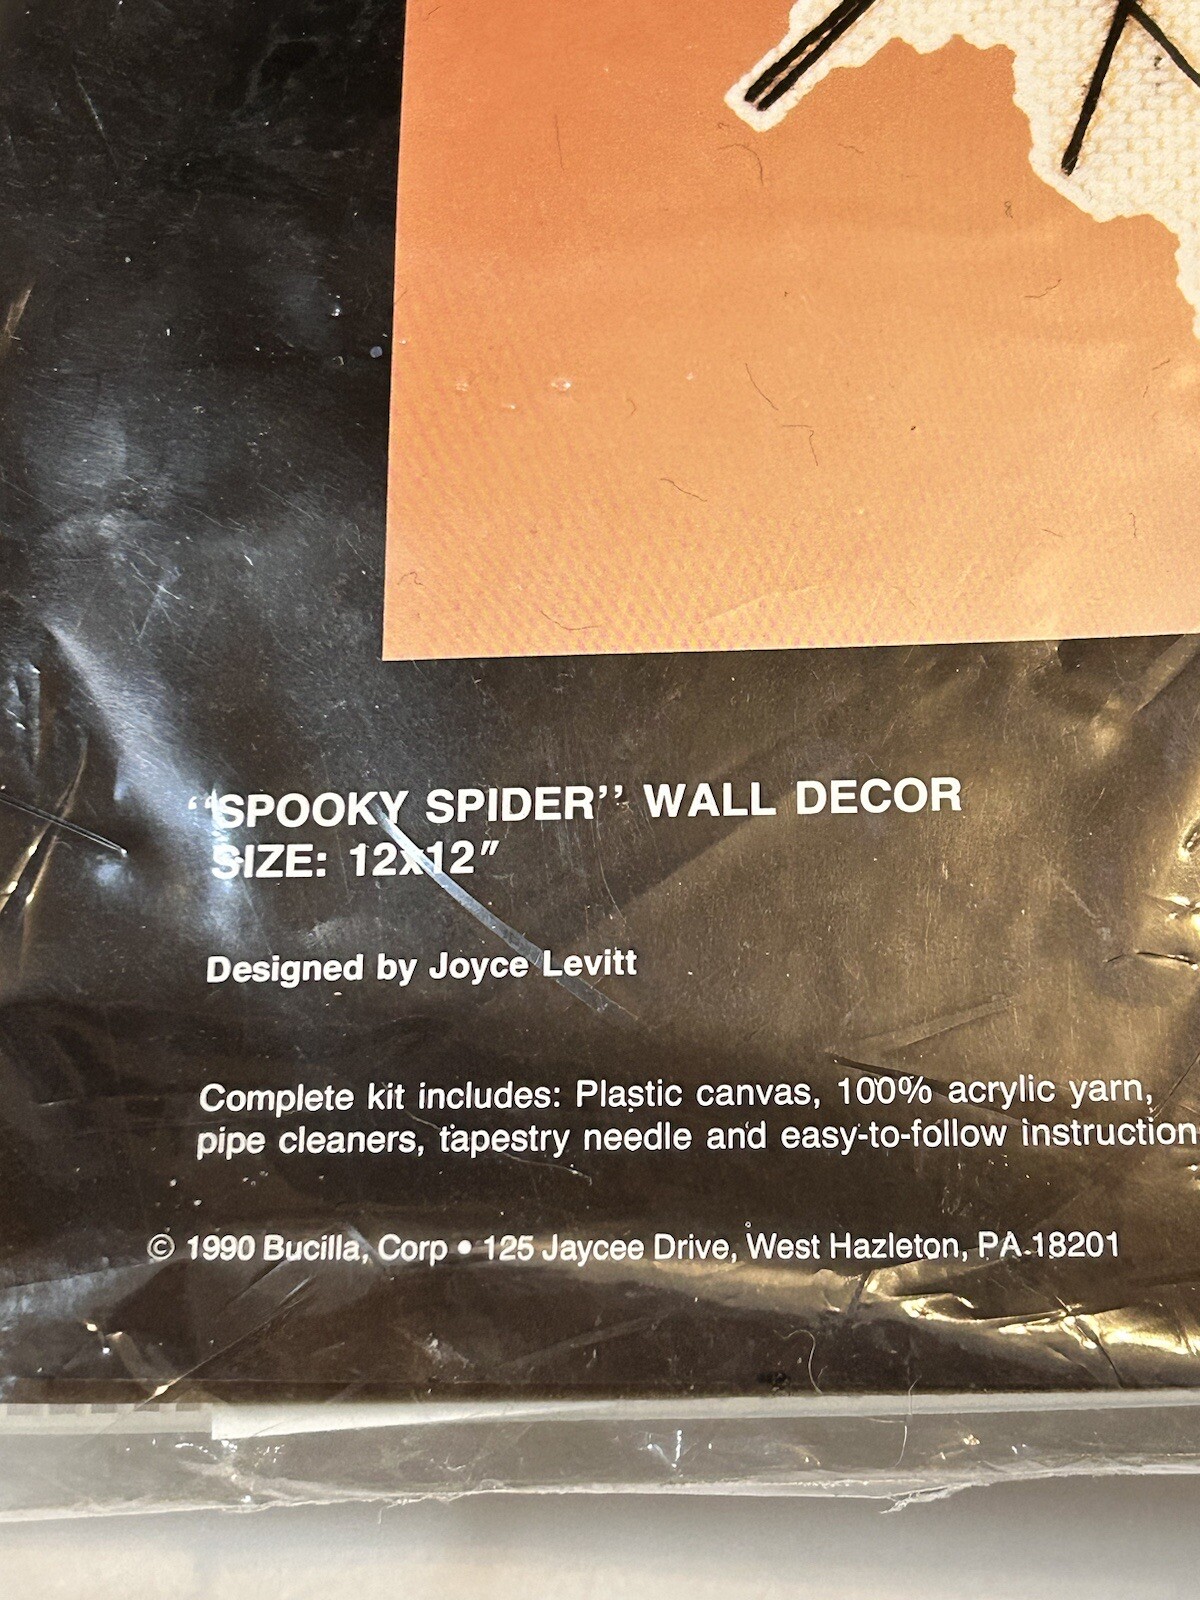 “SPOOKY SPIDER” WALL DECOR
SIZE: 12x12″
Designed by Joyce Levitt
Complete kit includes: Plastic canvas, 100% acrylic yarn,
pipe cleaners, tapestry needle and easy-to-follow instruction
© 1990 Bucilla, Corp • 125 Jaycee Drive, West Hazleton, PA 18201